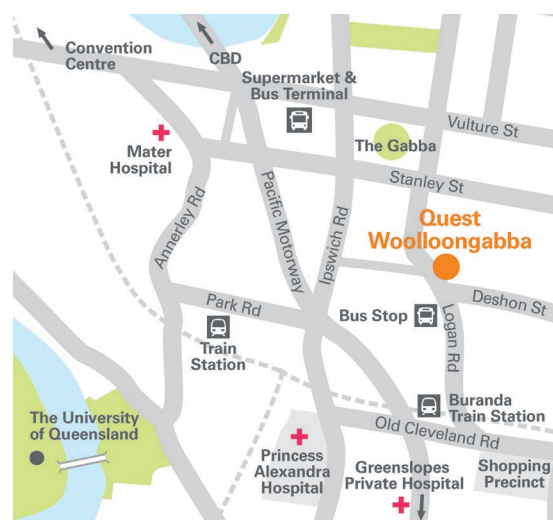 Convention
Centre
CBD
Supermarket &
Bus Terminal
Vulture St
Mater
Hospital
The Gabba
Stanley St
Annerley Rd
Pacific Motorway
Ipswich Rd
Quest
Woolloongabba
Deshon St
Park Rd
Bus Stop
Logan Rd
Train
Station
Buranda
Train Station
The University
of Queensland
Old Cleveland Rd
Princess
Alexandra
Hospital
Greenslopes
Private Hospital
Shopping
Precinct